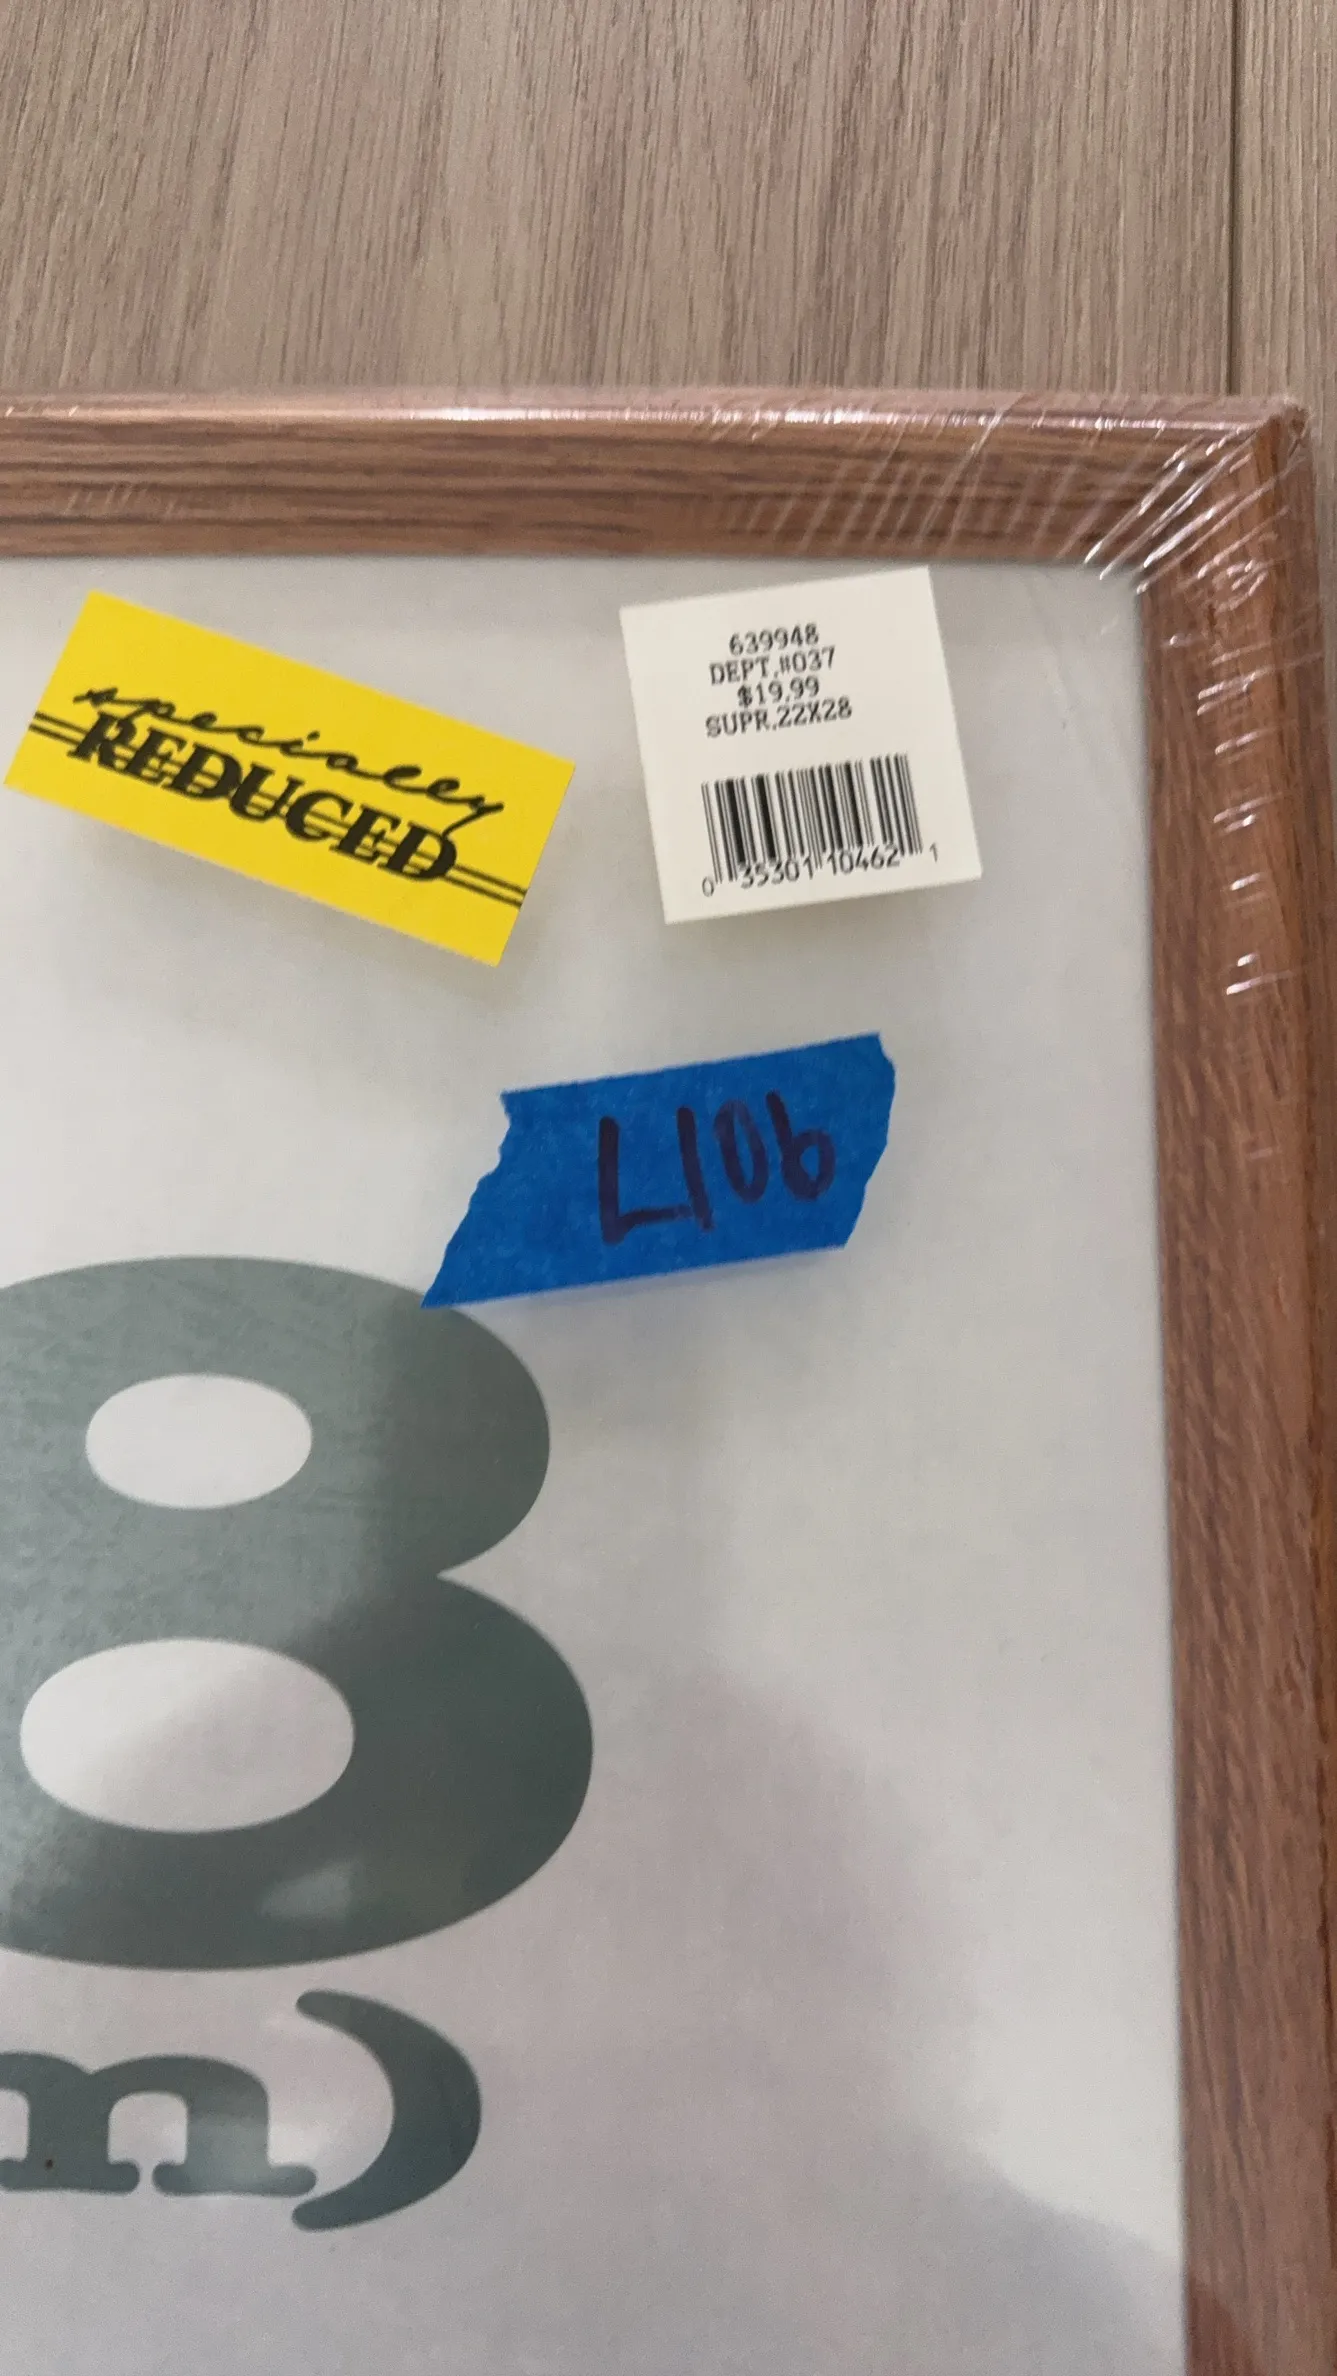 specially
REDUCED
639948
DEPT.#037
$19.99
SUPR.22X28
0 35301 10462 1
L106
8
m)